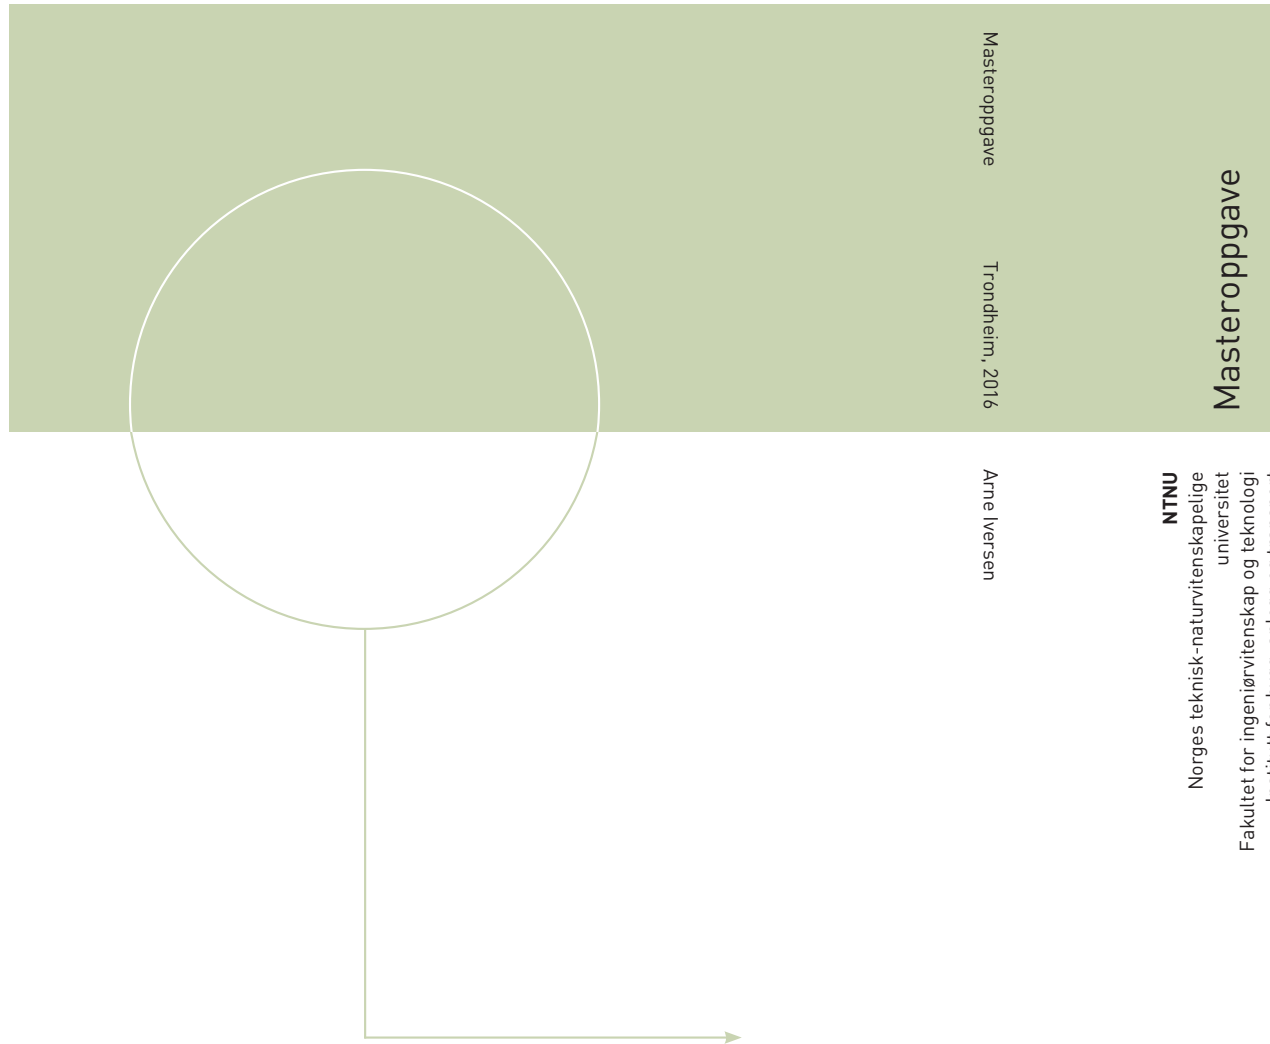 Masteroppgave
Trondheim, 2016
Arne Iversen
Masteroppgave
NTNU
Norges teknisk-naturvitenskapelige
universitet
Fakultet for ingeniørvitenskap og teknologi